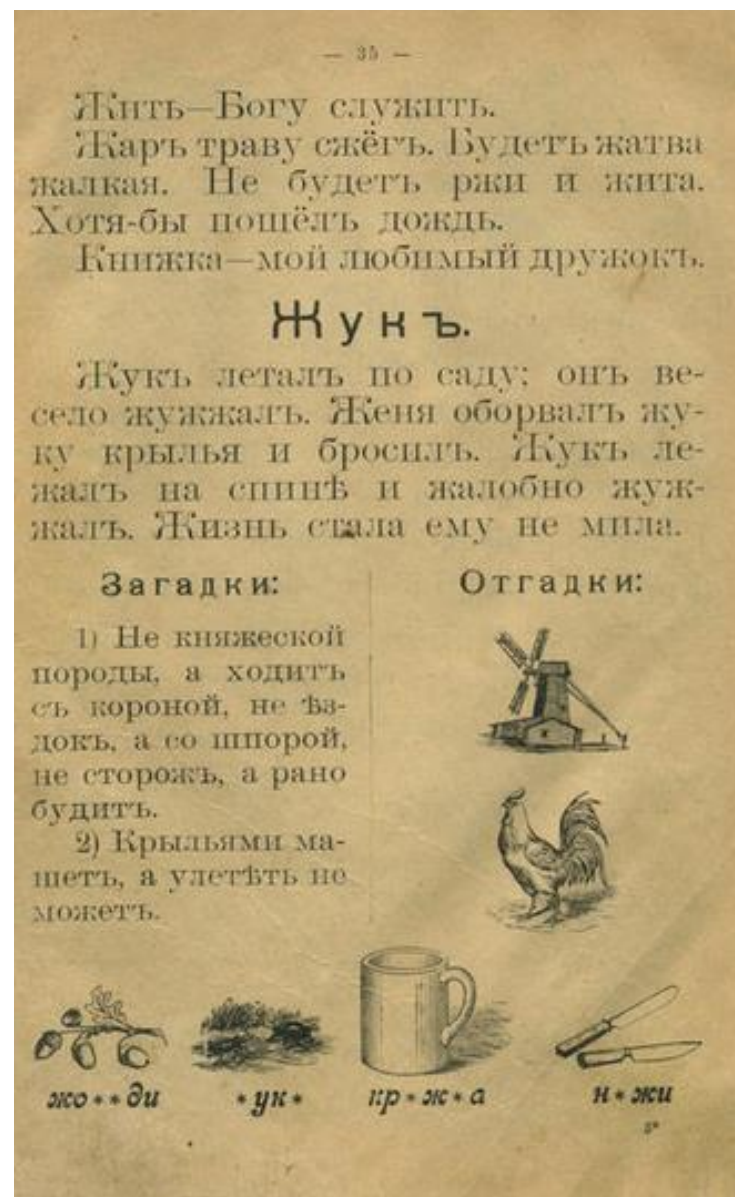 — 35 —
Жить—Богу служить.
Жаръ траву сжёгъ. Будетъ жатва
жалкая. Не будетъ ржи и жита.
Хотя-бы пошёлъ дождь.
Книжка—мой любимый дружокъ.
Жукъ.
Жукъ леталъ по саду; онъ ве-
село жужжалъ. Женя оборвалъ жу-
ку крылья и бросилъ. Жукъ ле-
жалъ на спинѣ и жалобно жуж-
жалъ. Жизнь стала ему не мила.
Загадки:
1) Не княжеской
породы, а ходитъ
съ короной, не ѣз-
докъ, а со шпорой,
не сторожъ, а рано
будитъ.
2) Крыльями ма-
шетъ, а улетѣть не
можетъ.
Отгадки:
жо**ди *ук* кр*ж*а н*жи
3*